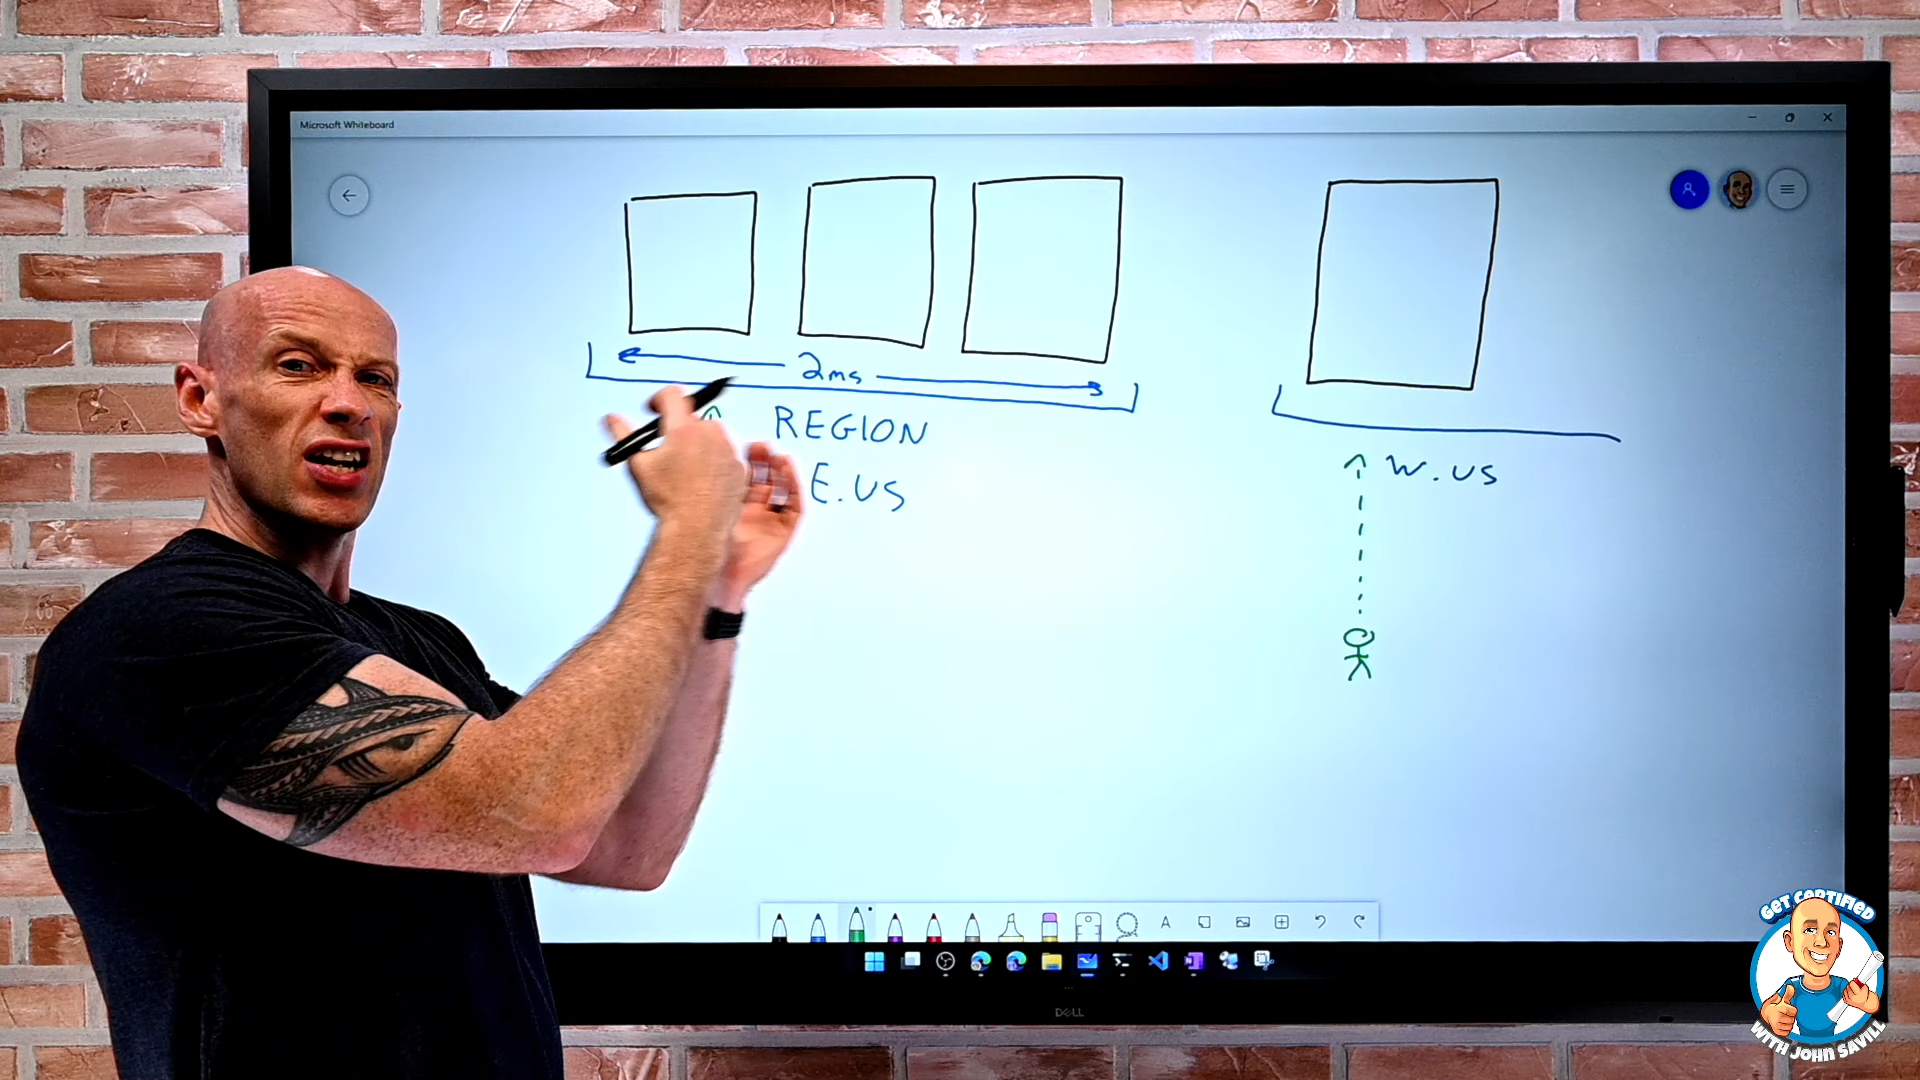 Microsoft Whiteboard
2ms
REGION
E.US
W.US
A
DELL
GET CERTIFIED
WITH JOHN SAVILL